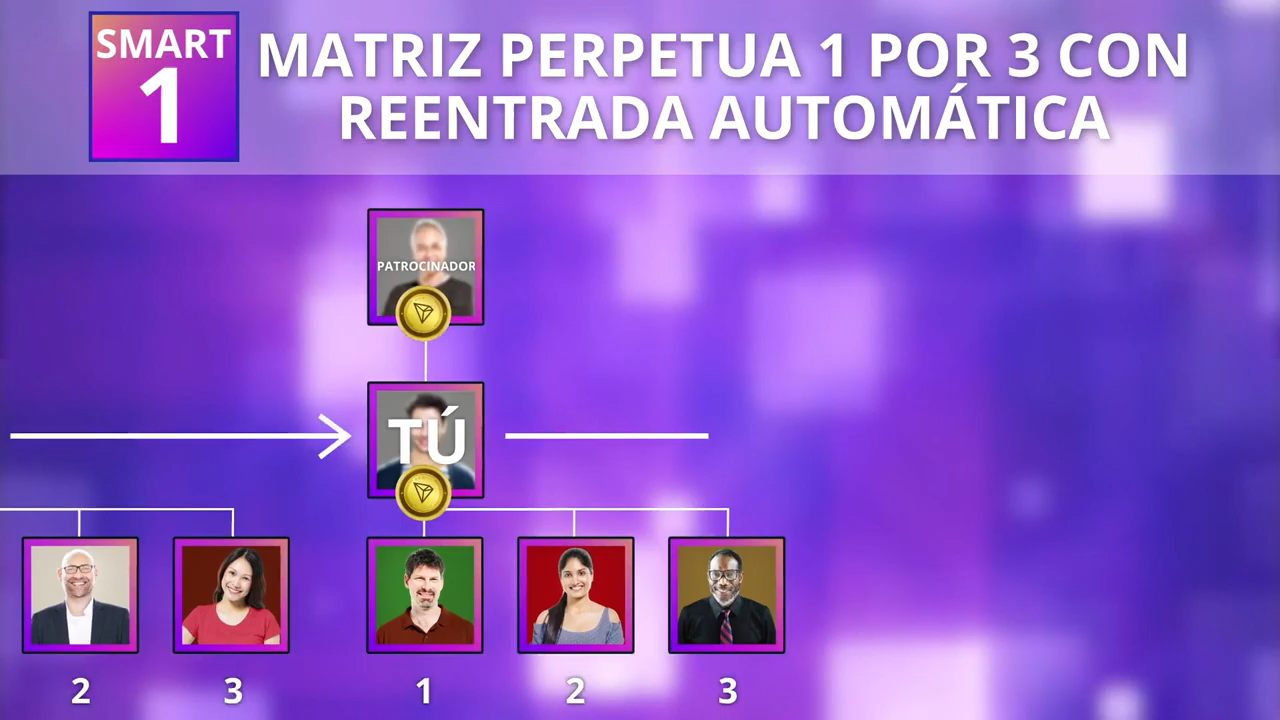 SMART
1
MATRIZ PERPETUA 1 POR 3 CON
REENTRADA AUTOMÁTICA
PATROCINADOR
TÚ
2 3 1 2 3